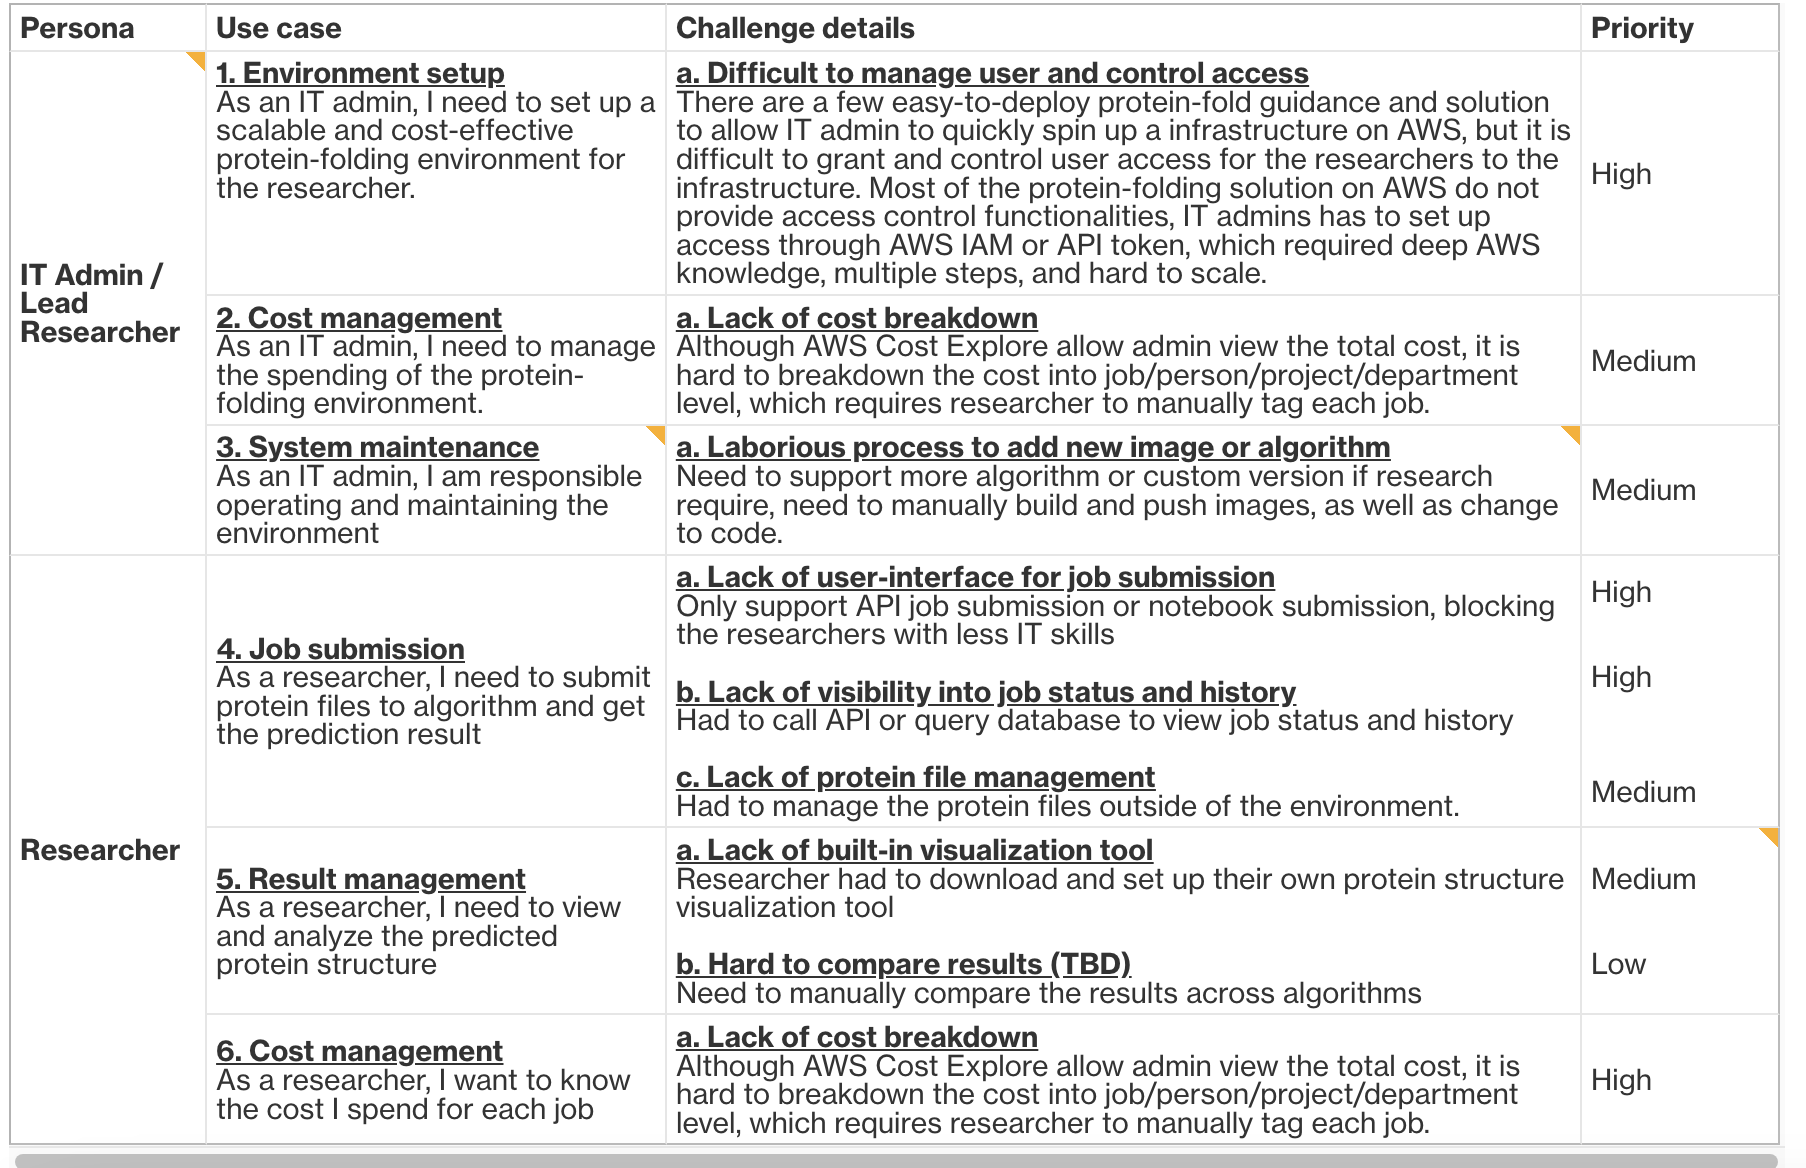 Persona
Use case
Challenge details
Priority
IT Admin /
Lead
Researcher
1. Environment setup
As an IT admin, I need to set up a
scalable and cost-effective
protein-folding environment for
the researcher.
a. Difficult to manage user and control access
There are a few easy-to-deploy protein-fold guidance and solution
to allow IT admin to quickly spin up a infrastructure on AWS, but it is
difficult to grant and control user access for the researchers to the
infrastructure. Most of the protein-folding solution on AWS do not
provide access control functionalities, IT admins has to set up
access through AWS IAM or API token, which required deep AWS
knowledge, multiple steps, and hard to scale.
High
2. Cost management
As an IT admin, I need to manage
the spending of the protein-
folding environment.
a. Lack of cost breakdown
Although AWS Cost Explore allow admin view the total cost, it is
hard to breakdown the cost into job/person/project/department
level, which requires researcher to manually tag each job.
Medium
3. System maintenance
As an IT admin, I am responsible
operating and maintaining the
environment
a. Laborious process to add new image or algorithm
Need to support more algorithm or custom version if research
require, need to manually build and push images, as well as change
to code.
Medium
Researcher
4. Job submission
As a researcher, I need to submit
protein files to algorithm and get
the prediction result
a. Lack of user-interface for job submission
Only support API job submission or notebook submission, blocking
the researchers with less IT skills
High
b. Lack of visibility into job status and history
Had to call API or query database to view job status and history
High
c. Lack of protein file management
Had to manage the protein files outside of the environment.
Medium
5. Result management
As a researcher, I need to view
and analyze the predicted
protein structure
a. Lack of built-in visualization tool
Researcher had to download and set up their own protein structure
visualization tool
Medium
b. Hard to compare results (TBD)
Need to manually compare the results across algorithms
Low
6. Cost management
As a researcher, I want to know
the cost I spend for each job
a. Lack of cost breakdown
Although AWS Cost Explore allow admin view the total cost, it is
hard to breakdown the cost into job/person/project/department
level, which requires researcher to manually tag each job.
High